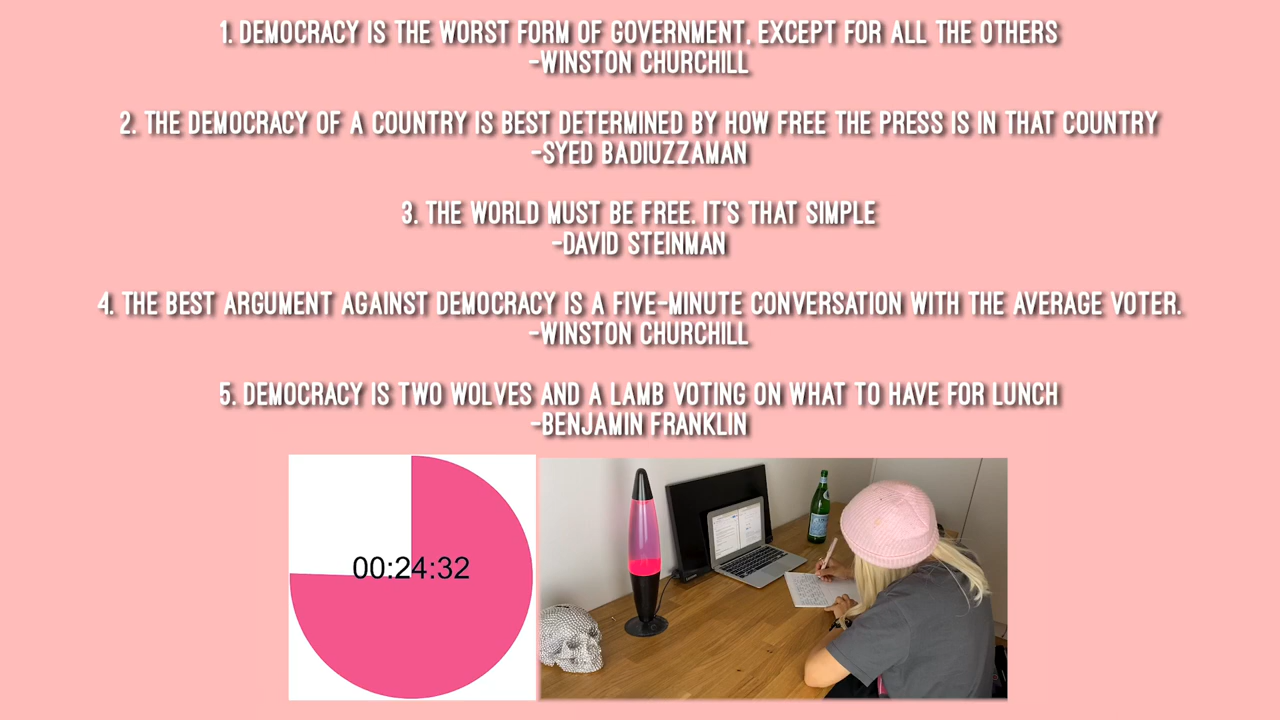 1. DEMOCRACY IS THE WORST FORM OF GOVERNMENT, EXCEPT FOR ALL THE OTHERS
-WINSTON CHURCHILL
2. THE DEMOCRACY OF A COUNTRY IS BEST DETERMINED BY HOW FREE THE PRESS IS IN THAT COUNTRY
-SYED BADIUZZAMAN
3. THE WORLD MUST BE FREE. IT'S THAT SIMPLE
-DAVID STEINMAN
4. THE BEST ARGUMENT AGAINST DEMOCRACY IS A FIVE-MINUTE CONVERSATION WITH THE AVERAGE VOTER.
-WINSTON CHURCHILL
5. DEMOCRACY IS TWO WOLVES AND A LAMB VOTING ON WHAT TO HAVE FOR LUNCH
-BENJAMIN FRANKLIN
00:24:32